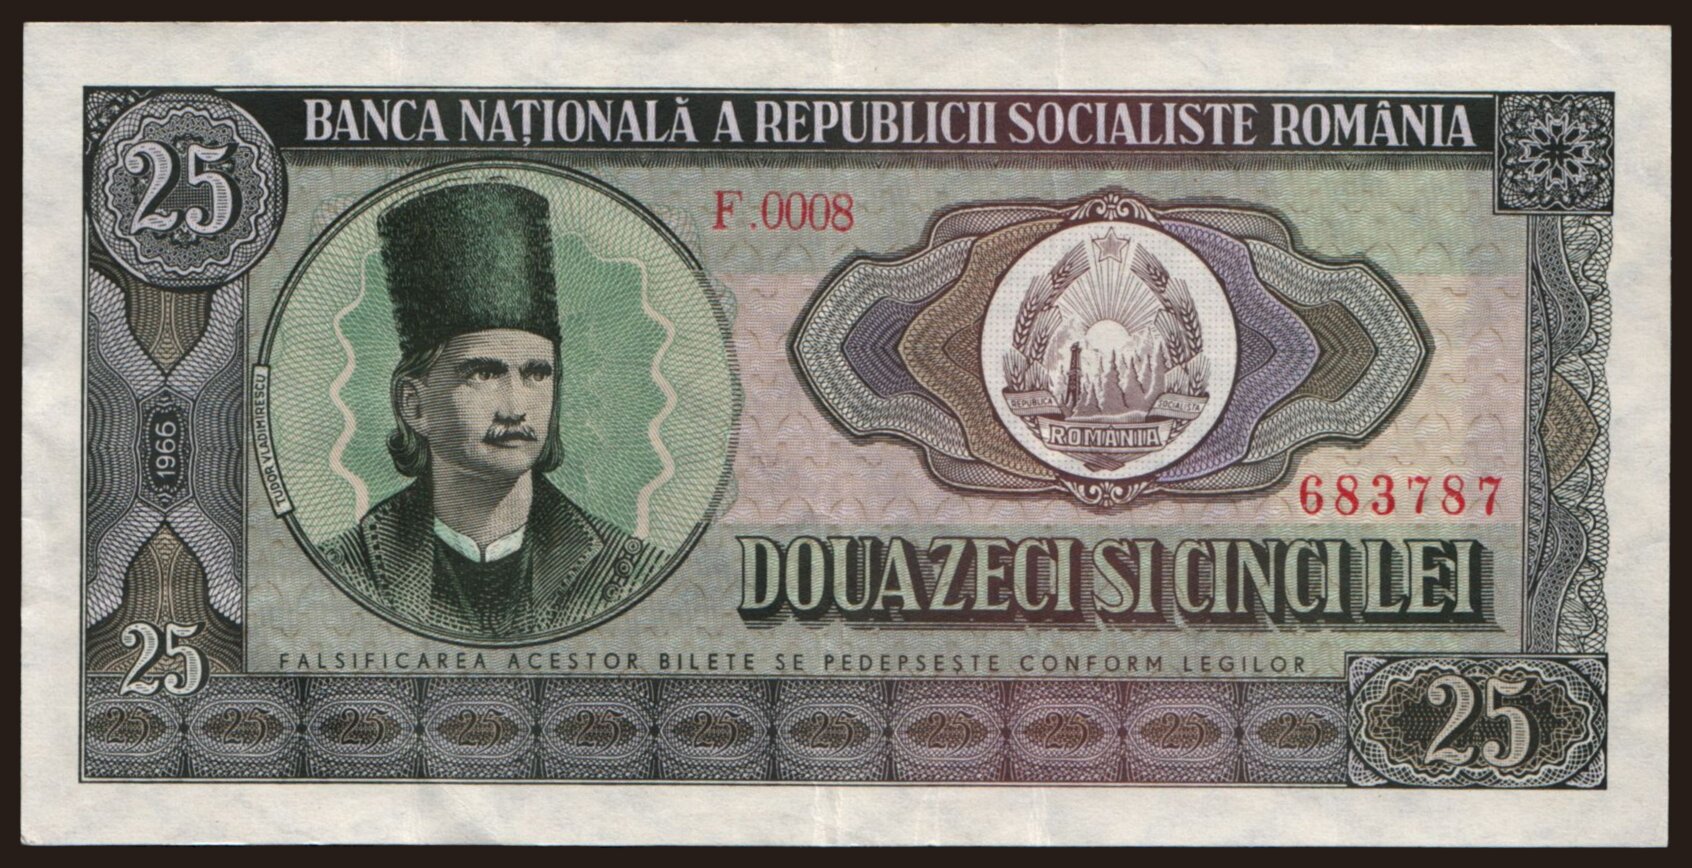 BANCA NAȚIONALĂ A REPUBLICII SOCIALISTE ROMÂNIA
25
F.0008
TUDOR VLADIMIRESCU
1966
REPUBLICA SOCIALISTA
ROMÂNIA
683787
DOUAZECI SI CINCI LEI
25
FALSIFICAREA ACESTOR BILETE SE PEDEPSEȘTE CONFORM LEGILOR
25 25 25 25 25 25 25 25 25 25 25
25